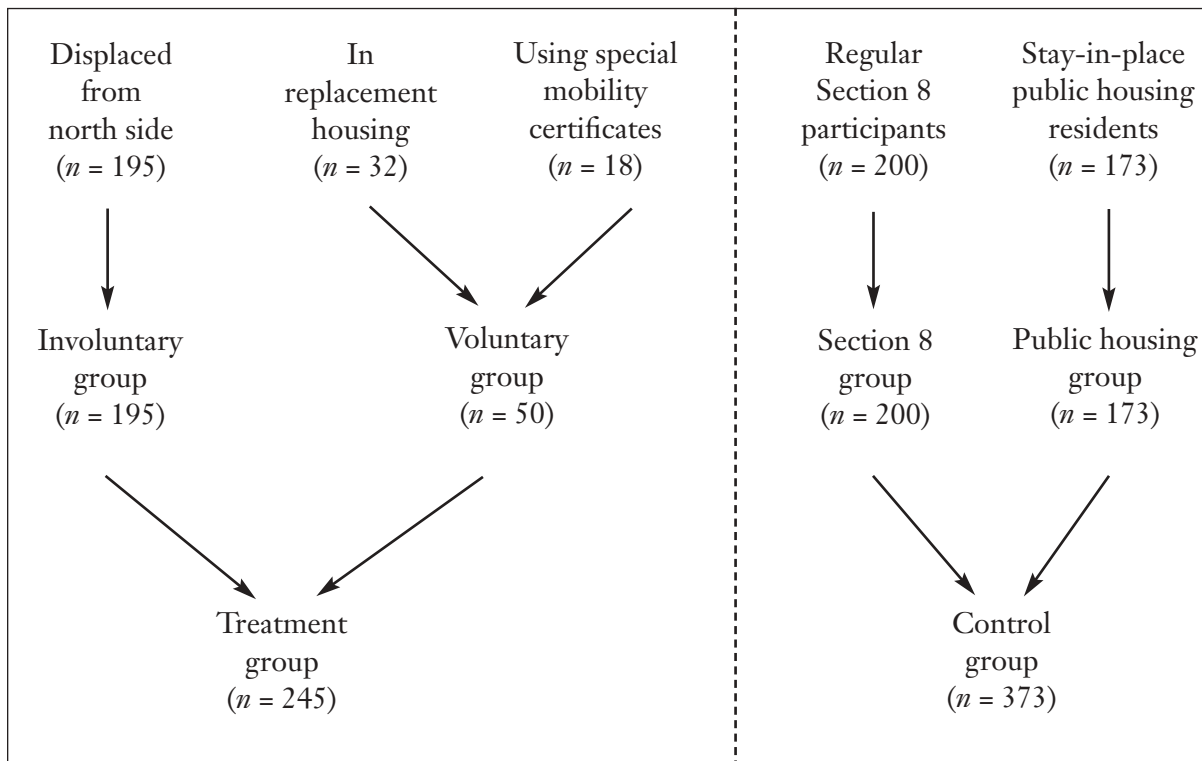 Displaced
from
north side
(n = 195)
In
replacement
housing
(n = 32)
Using special
mobility
certificates
(n = 18)
Regular
Section 8
participants
(n = 200)
Stay-in-place
public housing
residents
(n = 173)
Involuntary
group
(n = 195)
Voluntary
group
(n = 50)
Section 8
group
(n = 200)
Public housing
group
(n = 173)
Treatment
group
(n = 245)
Control
group
(n = 373)